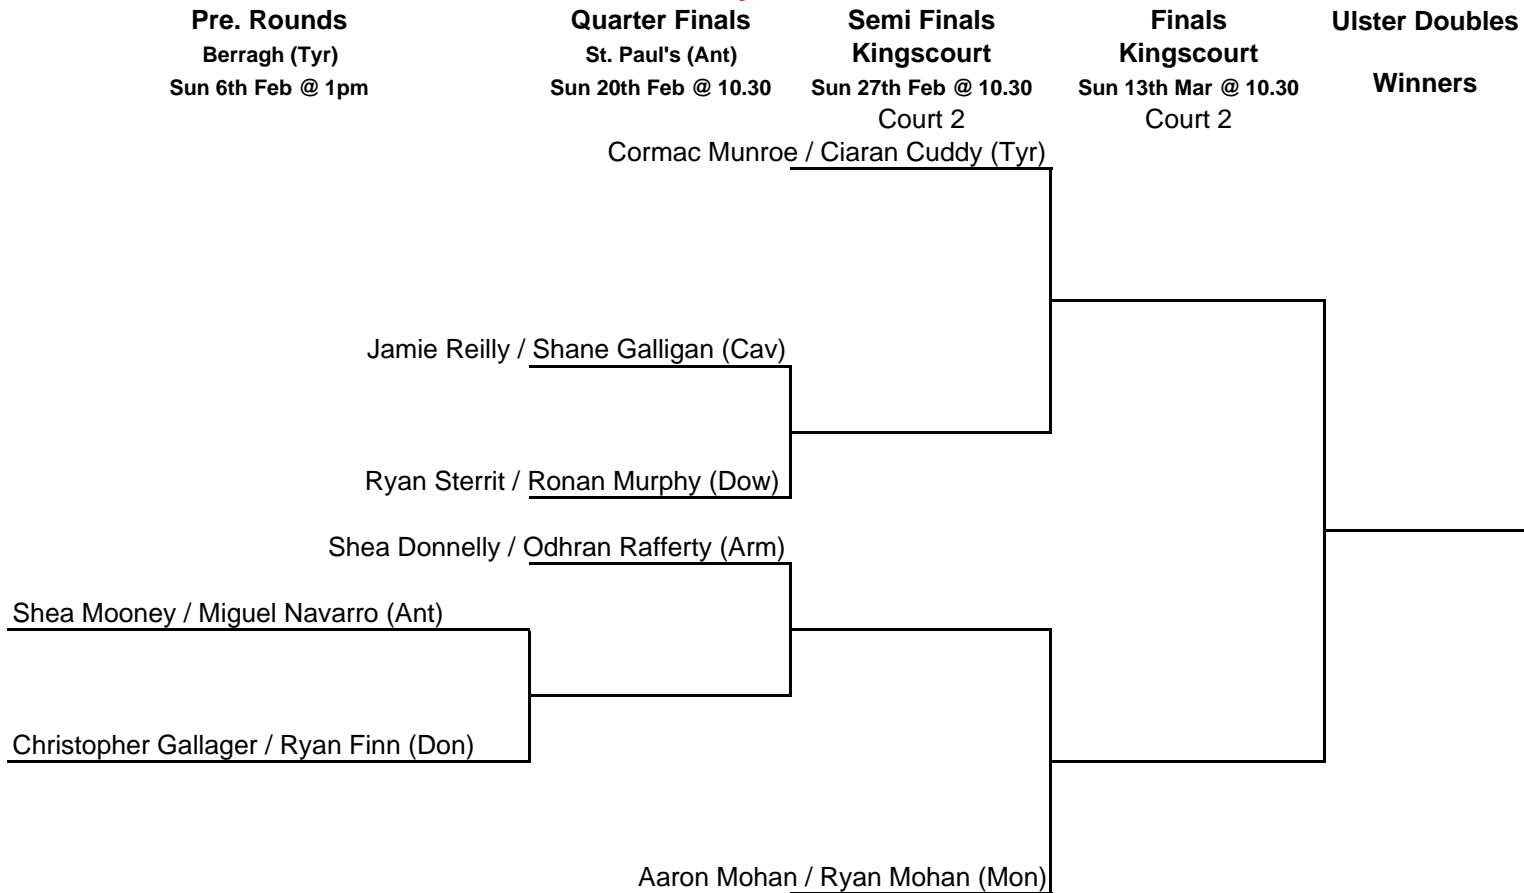 Pre. Rounds Quarter Finals Semi Finals Finals Ulster Doubles
Berragh (Tyr) St. Paul's (Ant) Kingscourt Kingscourt
Winners
Sun 6th Feb @ 1pm Sun 20th Feb @ 10.30 Sun 27th Feb @ 10.30 Sun 13th Mar @ 10.30
Court 2 Court 2
Cormac Munroe / Ciaran Cuddy (Tyr)
Jamie Reilly / Shane Galligan (Cav)
Ryan Sterrit / Ronan Murphy (Dow)
Shea Donnelly / Odhran Rafferty (Arm)
Shea Mooney / Miguel Navarro (Ant)
Christopher Gallager / Ryan Finn (Don)
Aaron Mohan / Ryan Mohan (Mon)